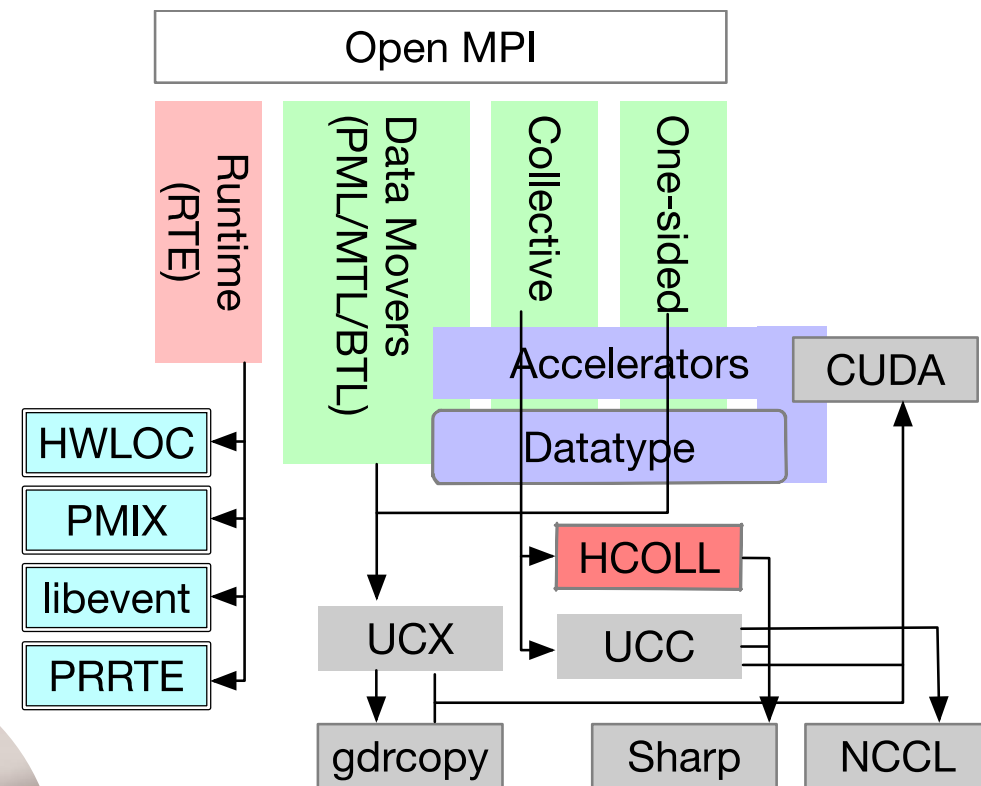 Open MPI
Runtime
(RTE)
Data Movers
(PML/MTL/BTL)
Collective
One-sided
Accelerators
CUDA
Datatype
HWLOC
PMIX
libevent
PRRTE
HCOLL
UCX
UCC
gdrcopy
Sharp
NCCL